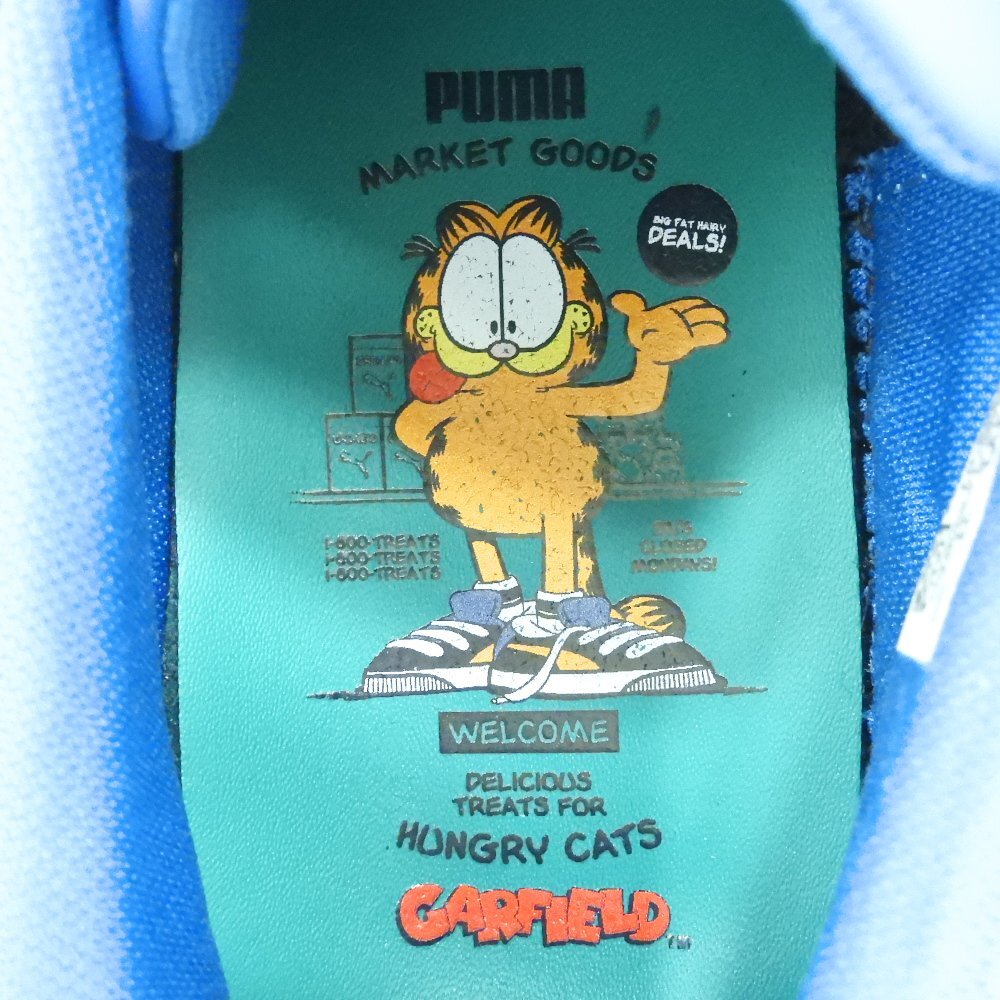 PUMA
MARKET GOODS
BIG FAT HAIRY
DEALS!
1-800-TREATS
1-800-TREATS
1-800-TREATS
CLOSED
MONDAYS!
WELCOME
DELICIOUS
TREATS FOR
HUNGRY CATS
GARFIELD™